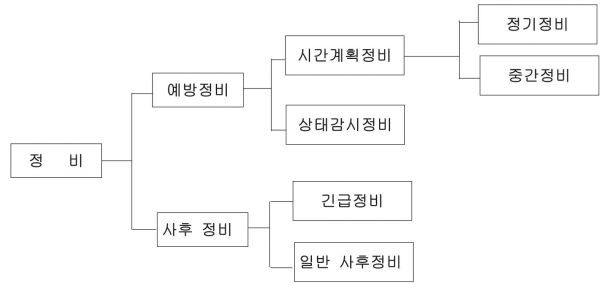 정기정비
시간계획정비
중간정비
예방정비
상태감시정비
정 비
긴급정비
사후 정비
일반 사후정비